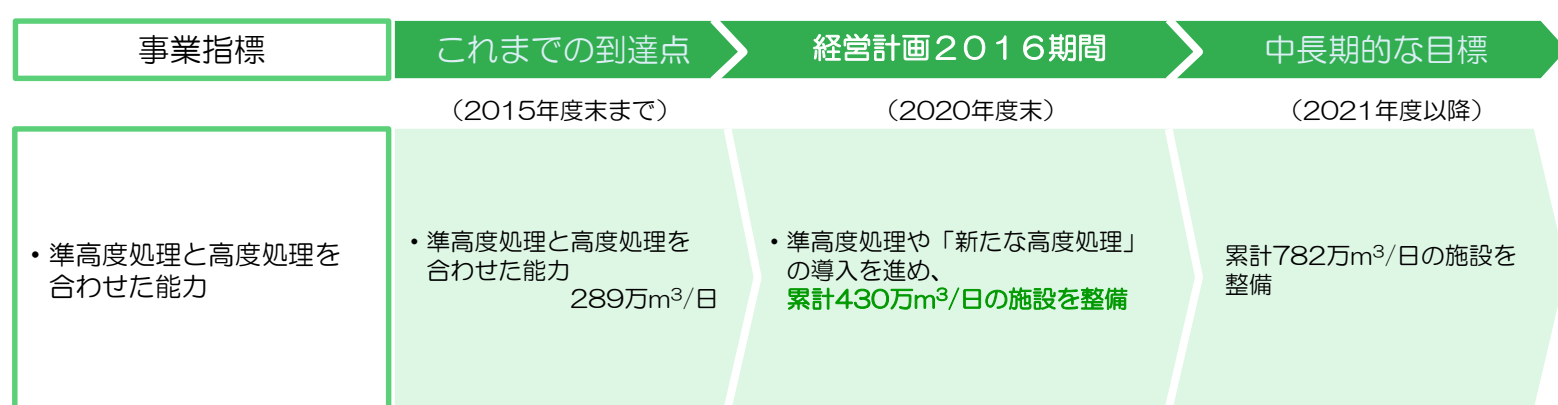 事業指標
これまでの到達点
経営計画２０１６期間
中長期的な目標
（2015年度末まで）
（2020年度末）
（2021年度以降）
・準高度処理と高度処理を
合わせた能力
・準高度処理と高度処理を
合わせた能力
289万m³/日
・準高度処理や「新たな高度処理」
の導入を進め、
累計430万m³/日の施設を整備
累計782万m³/日の施設を
整備